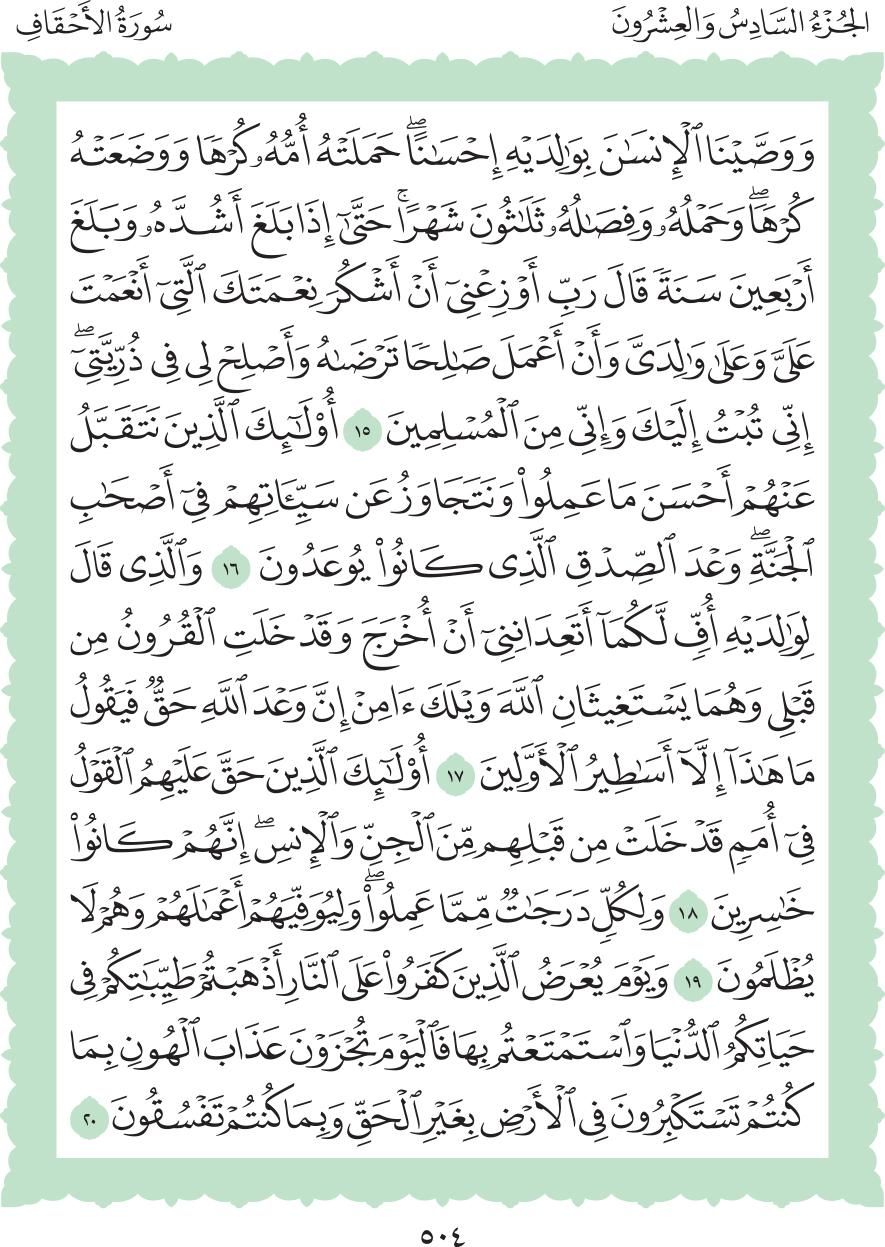 الجُزْءُ السَّادِسُ وَالعِشْرُونَ
سُورَةُ الأَحْقَافِ
وَوَصَّيْنَا ٱلْإِنسَٰنَ بِوَٰلِدَيْهِ إِحْسَٰنًاۖ حَمَلَتْهُ أُمُّهُۥ كُرْهًا وَوَضَعَتْهُ
كُرْهًاۖ وَحَمْلُهُۥ وَفِصَٰلُهُۥ ثَلَٰثُونَ شَهْرًاۚ حَتَّىٰٓ إِذَا بَلَغَ أَشُدَّهُۥ وَبَلَغَ
أَرْبَعِينَ سَنَةً قَالَ رَبِّ أَوْزِعْنِىٓ أَنْ أَشْكُرَ نِعْمَتَكَ ٱلَّتِىٓ أَنْعَمْتَ
عَلَىَّ وَعَلَىٰ وَٰلِدَىَّ وَأَنْ أَعْمَلَ صَٰلِحًا تَرْضَىٰهُ وَأَصْلِحْ لِى فِى ذُرِّيَّتِىٓۖ
إِنِّى تُبْتُ إِلَيْكَ وَإِنِّى مِنَ ٱلْمُسْلِمِينَ ١٥ أُو۟لَٰٓئِكَ ٱلَّذِينَ نَتَقَبَّلُ
عَنْهُمْ أَحْسَنَ مَا عَمِلُوا۟ وَنَتَجَاوَزُ عَن سَيِّـَٔاتِهِمْ فِىٓ أَصْحَٰبِ
ٱلْجَنَّةِۖ وَعْدَ ٱلصِّدْقِ ٱلَّذِى كَانُوا۟ يُوعَدُونَ ١٦ وَٱلَّذِى قَالَ
لِوَٰلِدَيْهِ أُفٍّ لَّكُمَآ أَتَعِدَانِنِىٓ أَنْ أُخْرَجَ وَقَدْ خَلَتِ ٱلْقُرُونُ مِن
قَبْلِى وَهُمَا يَسْتَغِيثَانِ ٱللَّهَ وَيْلَكَ ءَامِنْ إِنَّ وَعْدَ ٱللَّهِ حَقٌّ فَيَقُولُ
مَا هَٰذَآ إِلَّآ أَسَٰطِيرُ ٱلْأَوَّلِينَ ١٧ أُو۟لَٰٓئِكَ ٱلَّذِينَ حَقَّ عَلَيْهِمُ ٱلْقَوْلُ
فِىٓ أُمَمٍ قَدْ خَلَتْ مِن قَبْلِهِم مِّنَ ٱلْجِنِّ وَٱلْإِنسِۖ إِنَّهُمْ كَانُوا۟
خَٰسِرِينَ ١٨ وَلِكُلٍّ دَرَجَٰتٌ مِّمَّا عَمِلُوا۟ۖ وَلِيُوَفِّيَهُمْ أَعْمَٰلَهُمْ وَهُمْ لَا
يُظْلَمُونَ ١٩ وَيَوْمَ يُعْرَضُ ٱلَّذِينَ كَفَرُوا۟ عَلَى ٱلنَّارِ أَذْهَبْتُمْ طَيِّبَٰتِكُمْ فِى
حَيَاتِكُمُ ٱلدُّنْيَا وَٱسْتَمْتَعْتُم بِهَا فَٱلْيَوْمَ تُجْزَوْنَ عَذَابَ ٱلْهُونِ بِمَا
كُنتُمْ تَسْتَكْبِرُونَ فِى ٱلْأَرْضِ بِغَيْرِ ٱلْحَقِّ وَبِمَا كُنتُمْ تَفْسُقُونَ ٢٠
٥٠٤